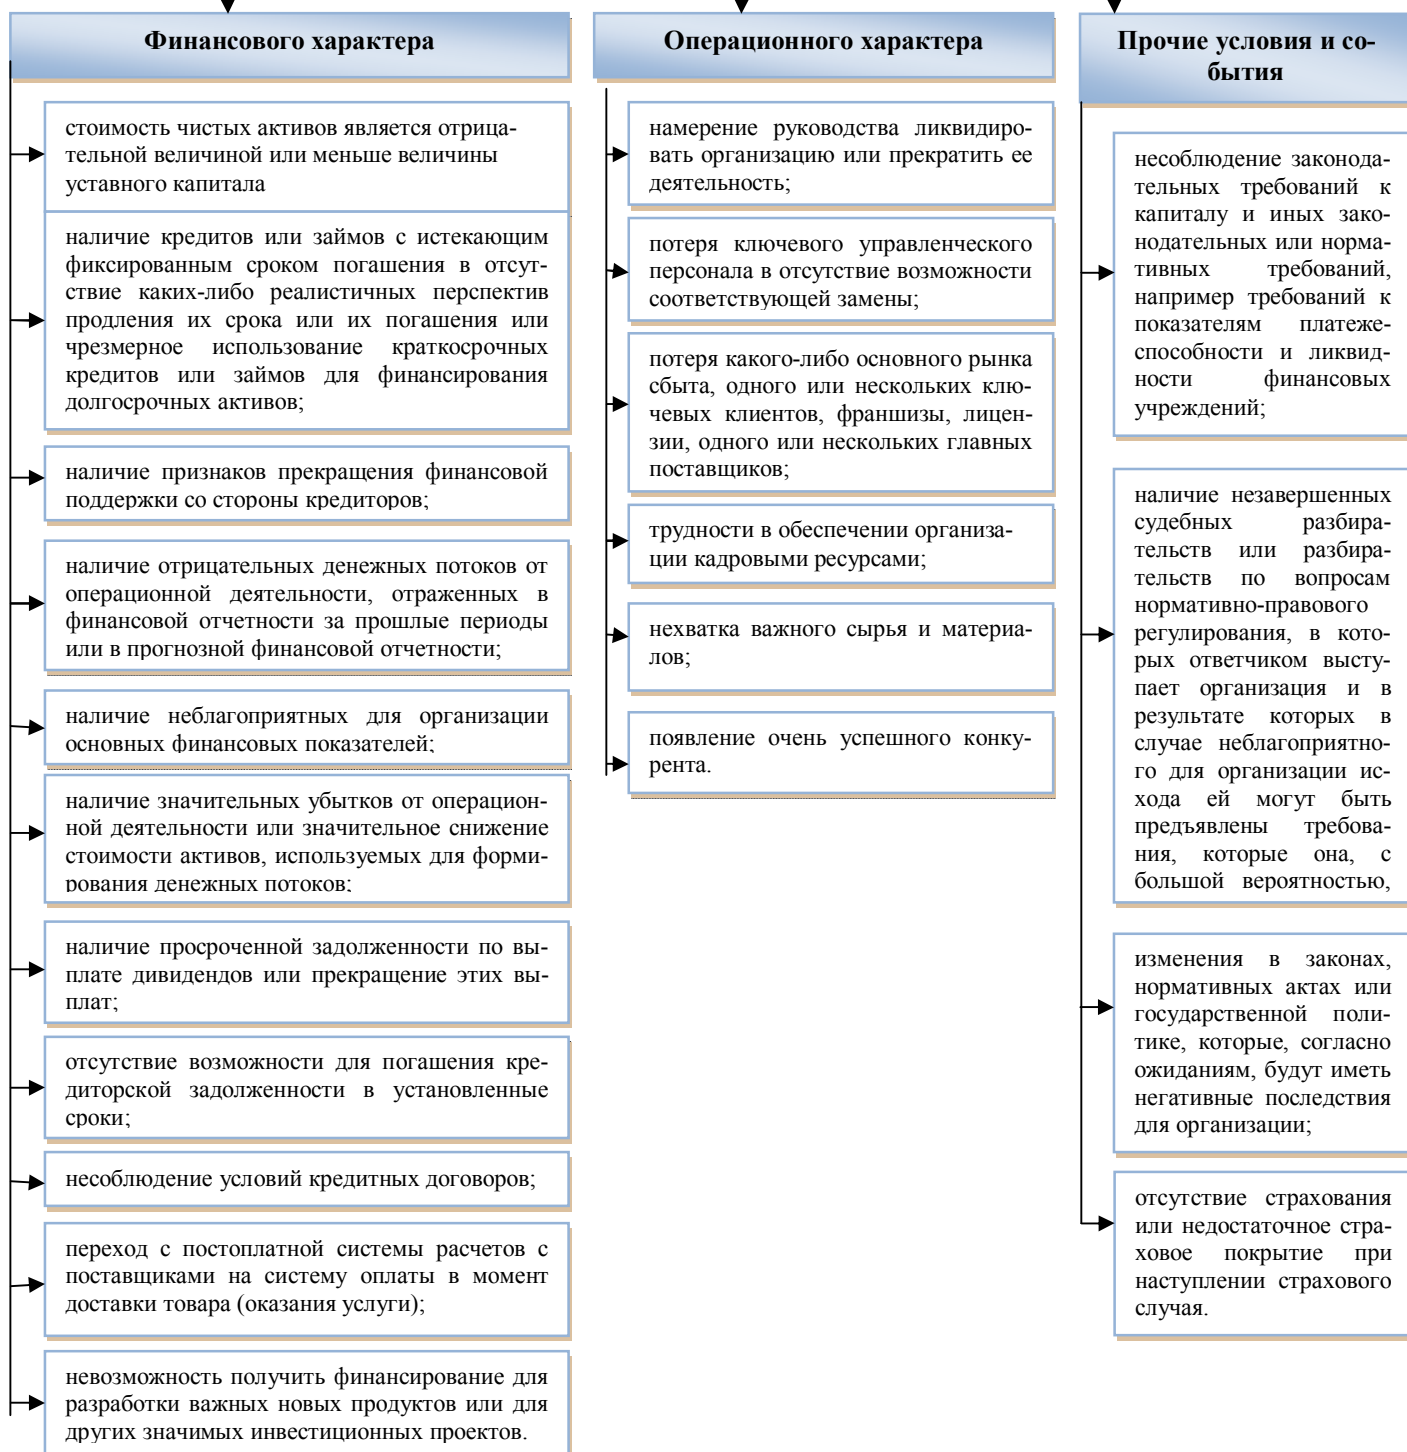 Финансового характера
стоимость чистых активов является отрица-
тельной величиной или меньше величины
уставного капитала
наличие кредитов или займов с истекающим
фиксированным сроком погашения в отсут-
ствие каких-либо реалистичных перспектив
продления их срока или их погашения или
чрезмерное использование краткосрочных
кредитов или займов для финансирования
долгосрочных активов;
наличие признаков прекращения финансовой
поддержки со стороны кредиторов;
наличие отрицательных денежных потоков от
операционной деятельности, отраженных в
финансовой отчетности за прошлые периоды
или в прогнозной финансовой отчетности;
наличие неблагоприятных для организации
основных финансовых показателей;
наличие значительных убытков от операцион-
ной деятельности или значительное снижение
стоимости активов, используемых для форми-
рования денежных потоков;
наличие просроченной задолженности по вы-
плате дивидендов или прекращение этих вы-
плат;
отсутствие возможности для погашения кре-
диторской задолженности в установленные
сроки;
несоблюдение условий кредитных договоров;
переход с постоплатной системы расчетов с
поставщиками на систему оплаты в момент
доставки товара (оказания услуги);
невозможность получить финансирование для
разработки важных новых продуктов или для
других значимых инвестиционных проектов.
Операционного характера
намерение руководства ликвидиро-
вать организацию или прекратить ее
деятельность;
потеря ключевого управленческого
персонала в отсутствие возможности
соответствующей замены;
потеря какого-либо основного рынка
сбыта, одного или нескольких клю-
чевых клиентов, франшизы, лицен-
зии, одного или нескольких главных
поставщиков;
трудности в обеспечении организа-
ции кадровыми ресурсами;
нехватка важного сырья и материа-
лов;
появление очень успешного конку-
рента.
Прочие условия и со-
бытия
несоблюдение законода-
тельных требований к
капиталу и иных зако-
нодательных или норма-
тивных требований,
например требований к
показателям платеже-
способности и ликвид-
ности финансовых
учреждений;
наличие незавершенных
судебных разбира-
тельств или разбира-
тельств по вопросам
нормативно-правового
регулирования, в кото-
рых ответчиком высту-
пает организация и в
результате которых в
случае неблагоприятно-
го для организации ис-
хода ей могут быть
предъявлены требова-
ния, которые она, с
большой вероятностью,
изменения в законах,
нормативных актах или
государственной поли-
тике, которые, согласно
ожиданиям, будут иметь
негативные последствия
для организации;
отсутствие страхования
или недостаточное стра-
ховое покрытие при
наступлении страхового
случая.